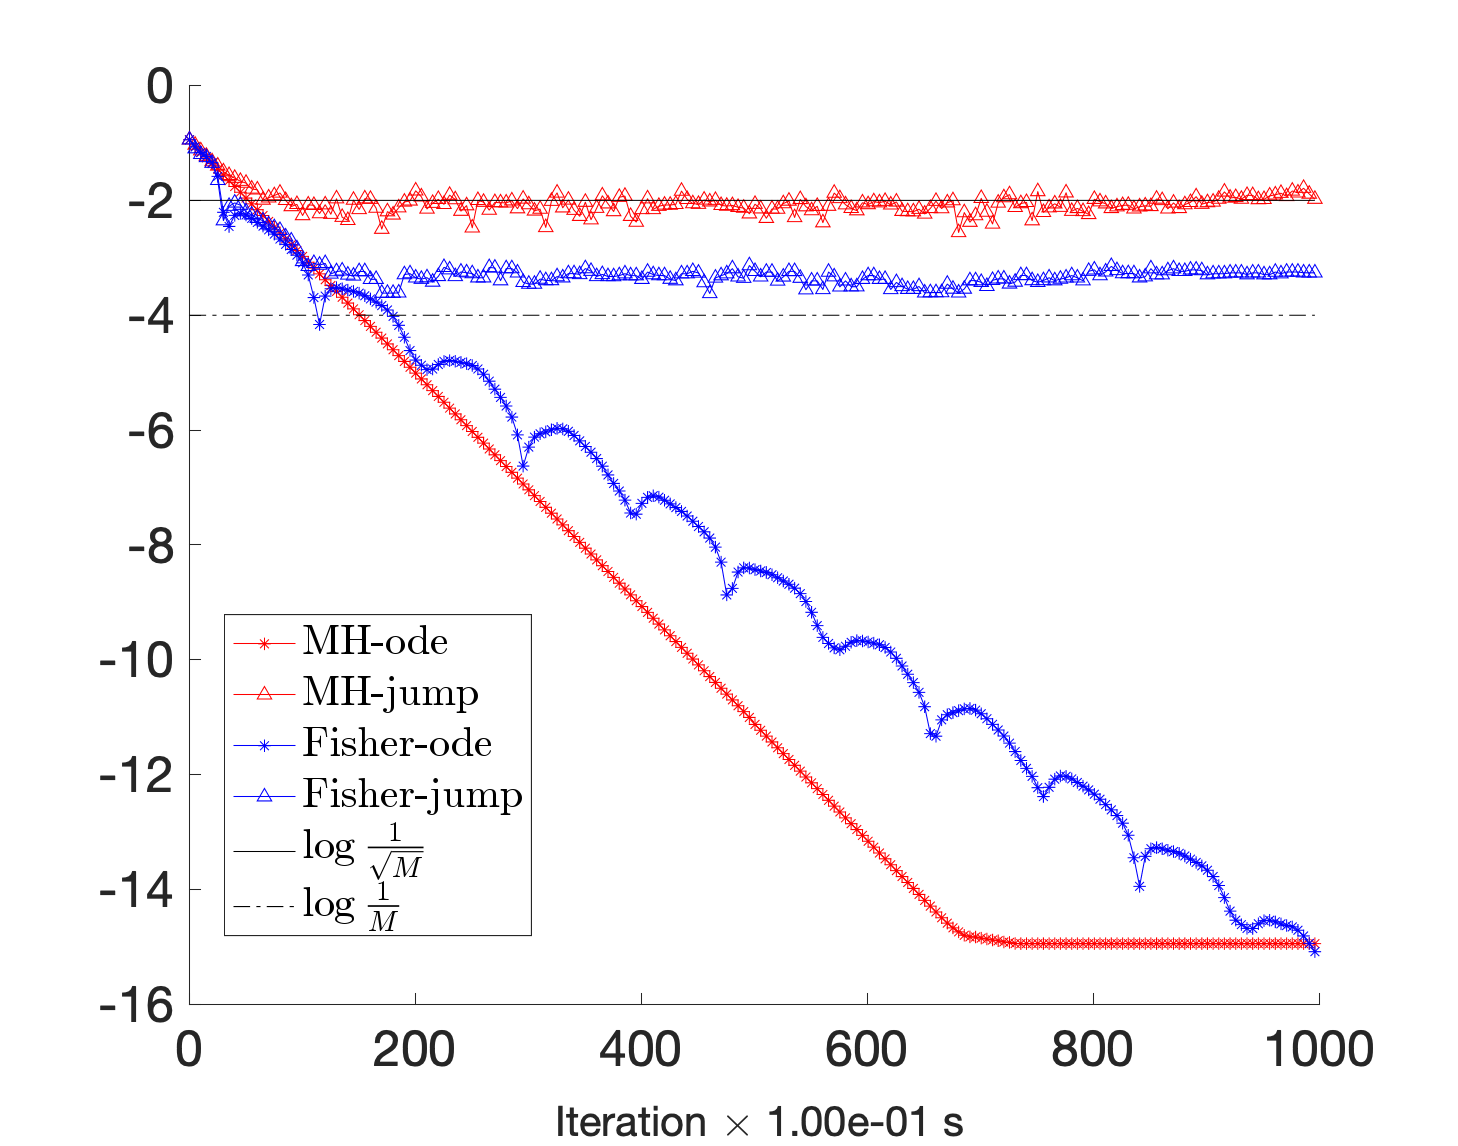 0
-2
-4
-6
-8
-10
-12
-14
-16
MH-ode
MH-jump
Fisher-ode
Fisher-jump
log 1/√M
log 1/M
0 200 400 600 800 1000
Iteration × 1.00e-01 s